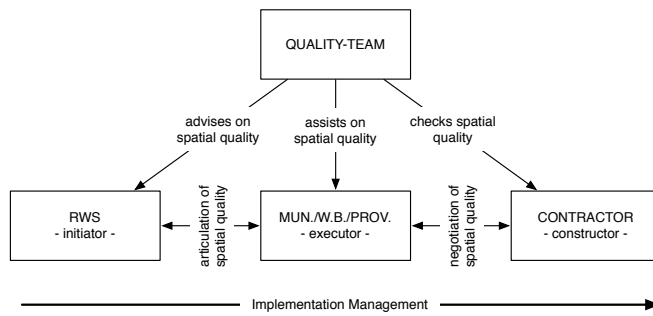 QUALITY-TEAM
advises on
spatial quality
assists on
spatial quality
checks spatial
quality
RWS
- initiator -
articulation of
spatial quality
MUN./W.B./PROV.
- executor -
negotiation of
spatial quality
CONTRACTOR
- constructor -
Implementation Management